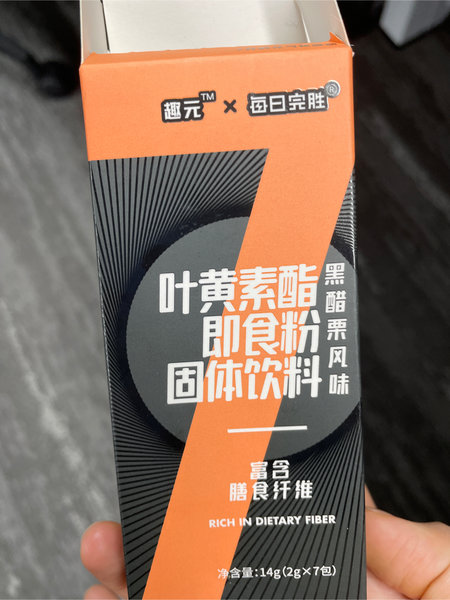 趣元™ × 每日完胜®
叶黄素酯
即食粉
固体饮料
黑醋栗风味
富含
膳食纤维
RICH IN DIETARY FIBER
净含量:14g(2g×7包)